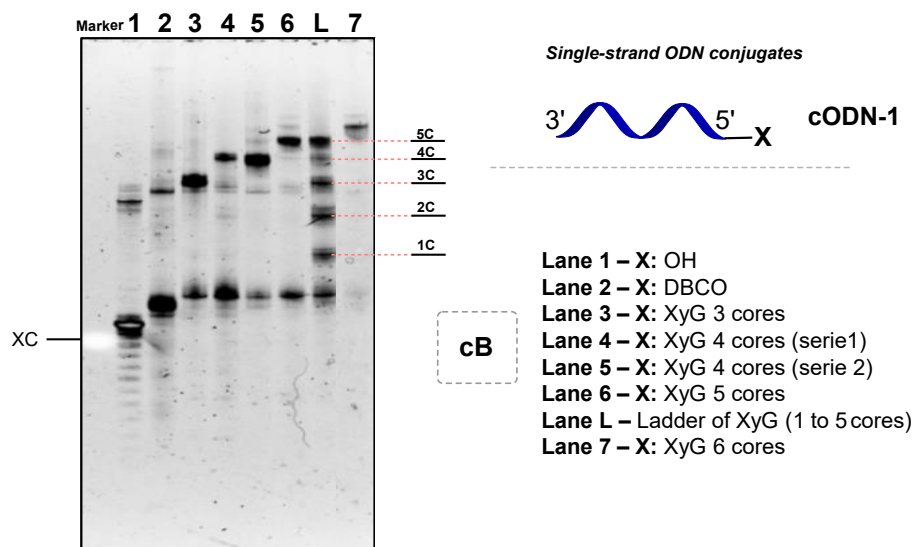 Marker 1 2 3 4 5 6 L 7
5C
4C
3C
2C
1C
XC
Single-strand ODN conjugates
3' 5' X cODN-1
cB
Lane 1 – X: OH
Lane 2 – X: DBCO
Lane 3 – X: XyG 3 cores
Lane 4 – X: XyG 4 cores (serie1)
Lane 5 – X: XyG 4 cores (serie 2)
Lane 6 – X: XyG 5 cores
Lane L – Ladder of XyG (1 to 5 cores)
Lane 7 – X: XyG 6 cores